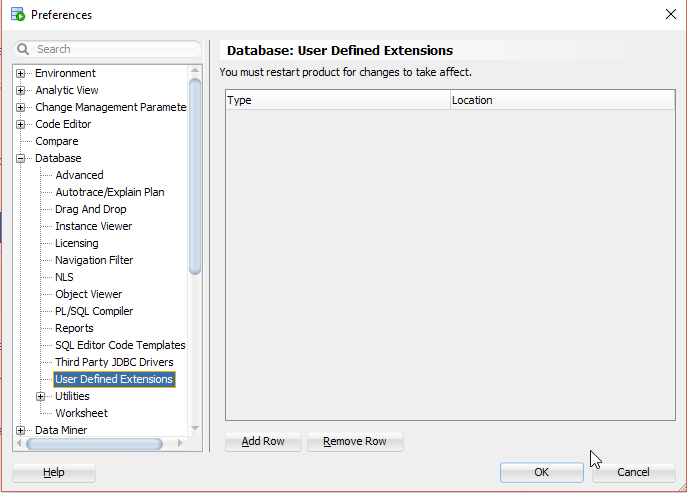 Preferences
Search
Environment
Analytic View
Change Management Paramete
Code Editor
Compare
Database
Advanced
Autotrace/Explain Plan
Drag And Drop
Instance Viewer
Licensing
Navigation Filter
NLS
Object Viewer
PL/SQL Compiler
Reports
SQL Editor Code Templates
Third Party JDBC Drivers
User Defined Extensions
Utilities
Worksheet
Data Miner
Database: User Defined Extensions
You must restart product for changes to take affect.
Type Location
Add Row Remove Row
Help OK Cancel